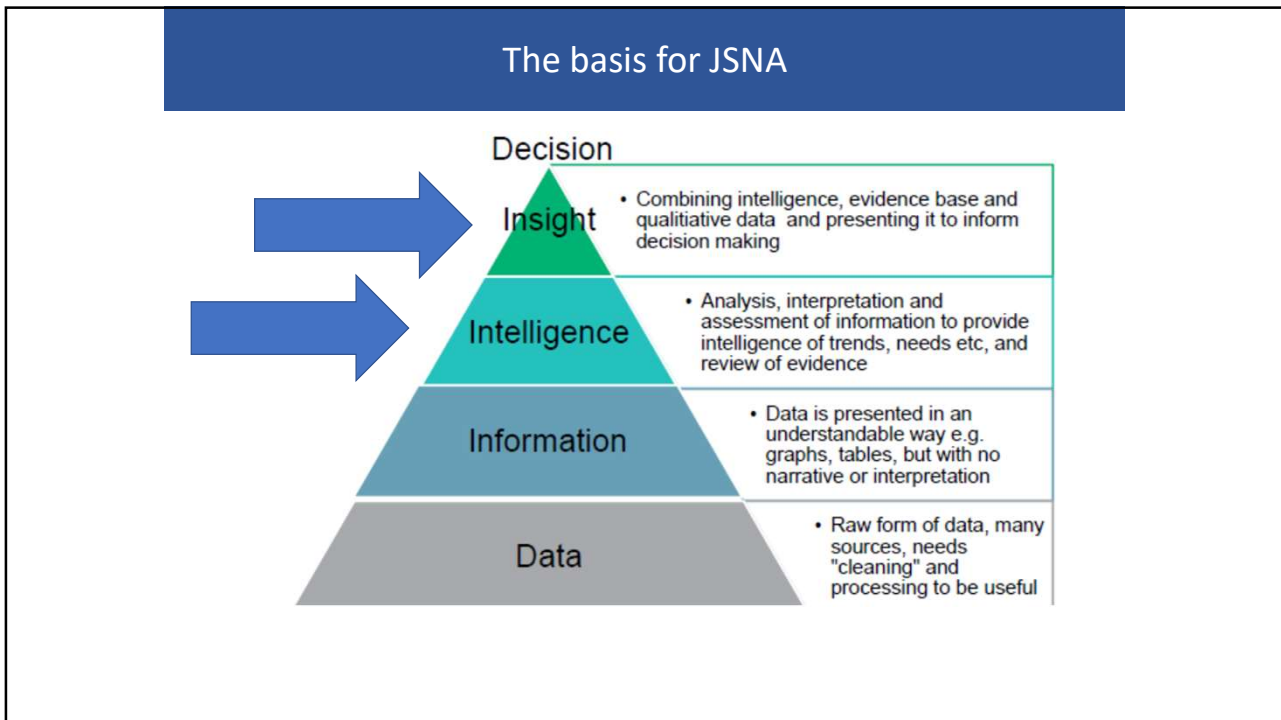 The basis for JSNA
Decision
Insight
• Combining intelligence, evidence base and
qualitiative data and presenting it to inform
decision making
Intelligence
• Analysis, interpretation and
assessment of information to provide
intelligence of trends, needs etc, and
review of evidence
Information
• Data is presented in an
understandable way e.g.
graphs, tables, but with no
narrative or interpretation
Data
• Raw form of data, many
sources, needs
"cleaning" and
processing to be useful